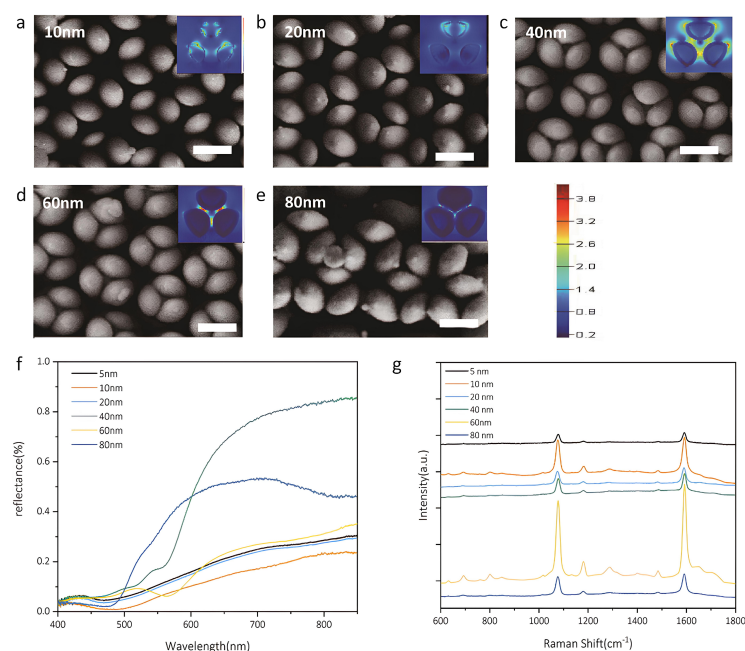 a
10nm
b
20nm
c
40nm
d
60nm
e
80nm
3.8
3.2
2.6
2.0
1.4
0.8
0.2
f
1.0
0.8
0.6
0.4
0.2
0.0
reflectance(%)
5nm
10nm
20nm
40nm
60nm
80nm
400
500
600
700
800
Wavelength(nm)
g
Intensity(a.u.)
5 nm
10 nm
20 nm
40 nm
60nm
80 nm
600
800
1000
1200
1400
1600
1800
Raman Shift(cm⁻¹)